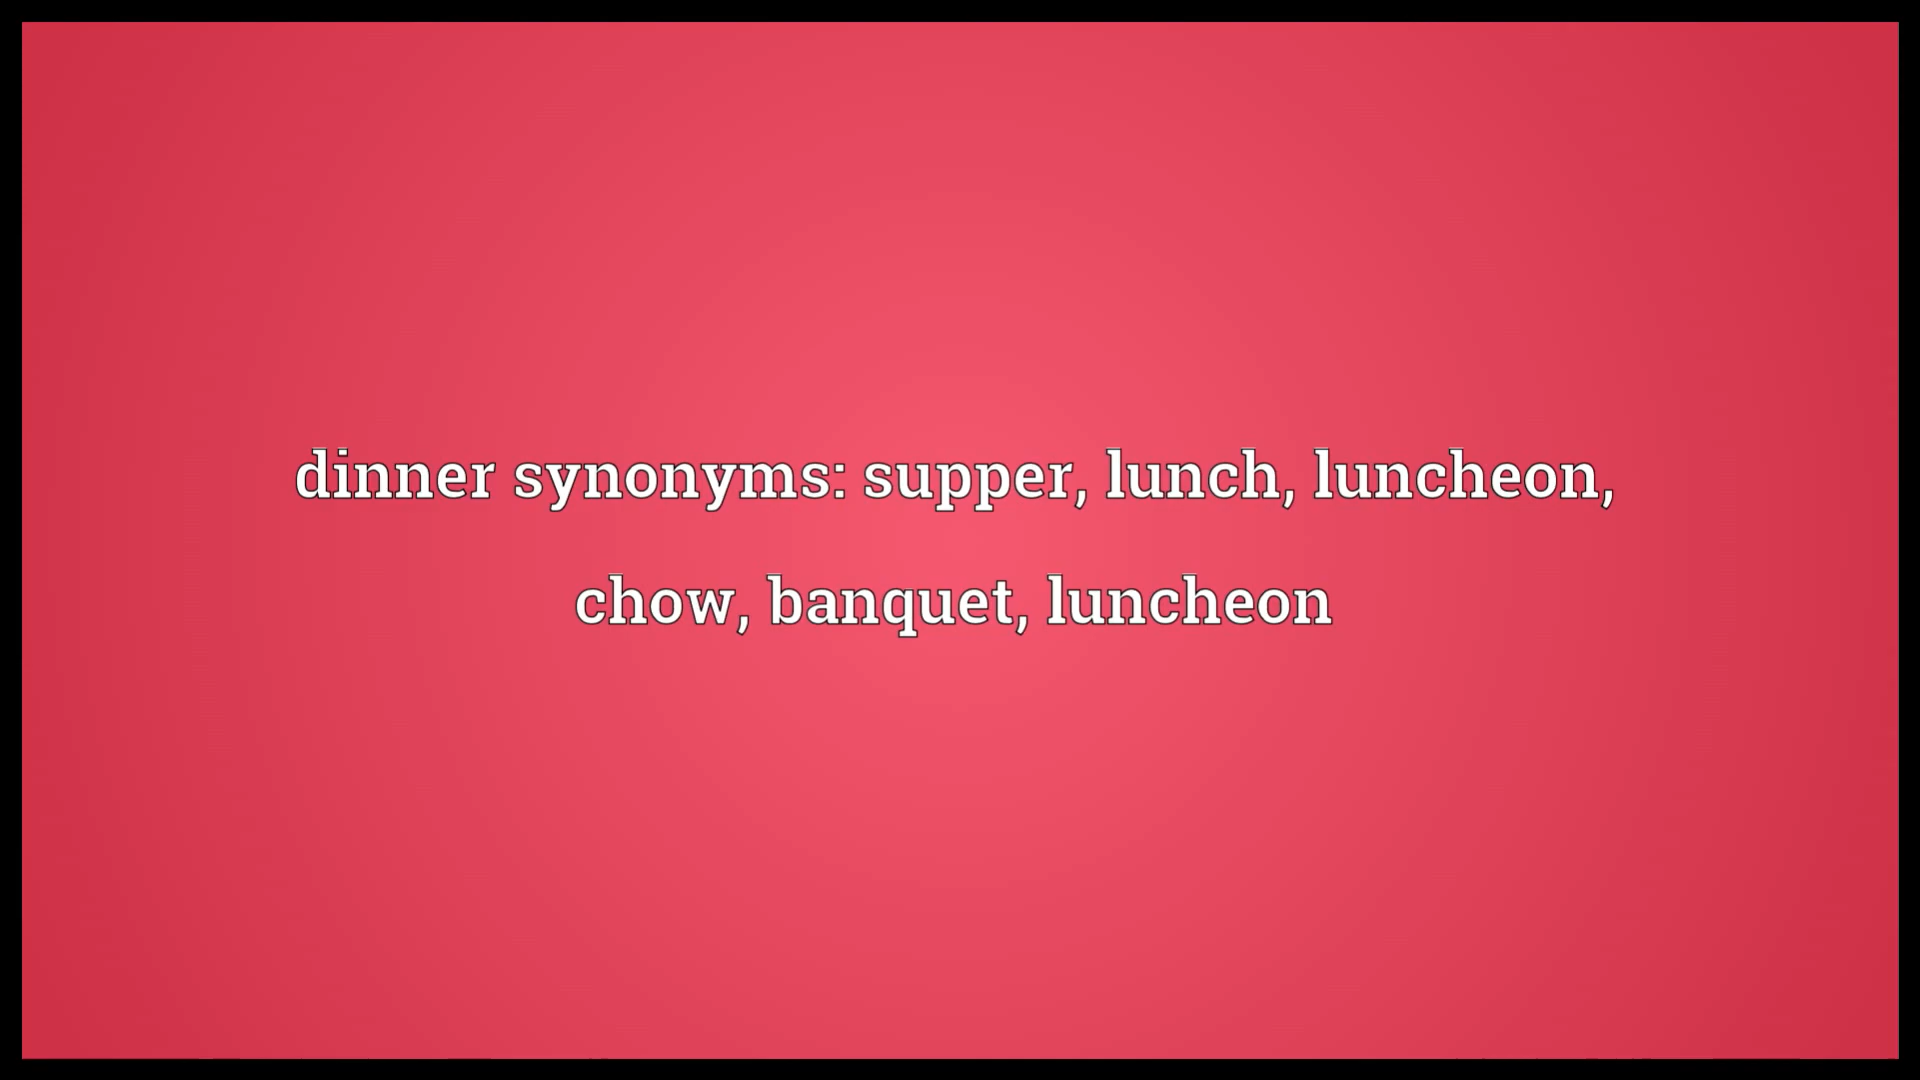 dinner synonyms: supper, lunch, luncheon,
chow, banquet, luncheon